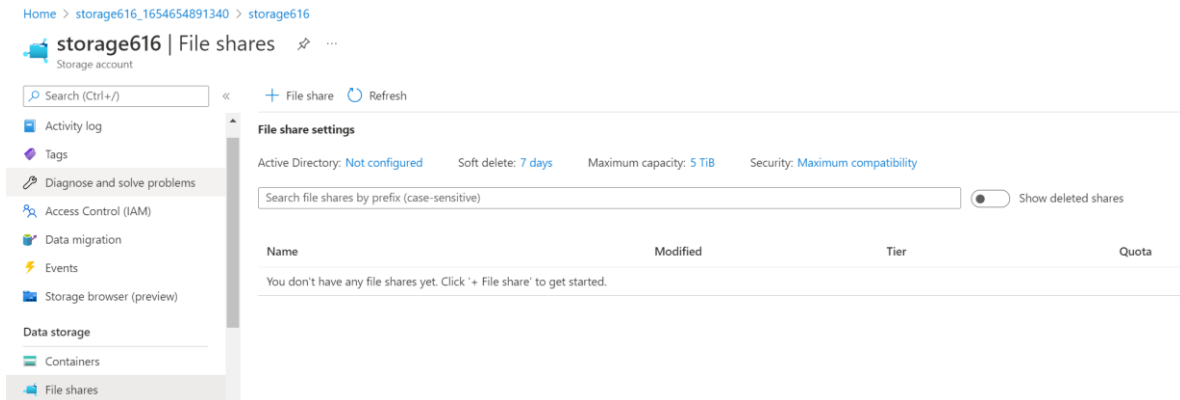 Home > storage616_1654654891340 > storage616
storage616 | File shares ...
Storage account
Search (Ctrl+/) «
Activity log
Tags
Diagnose and solve problems
Access Control (IAM)
Data migration
Events
Storage browser (preview)
Data storage
Containers
File shares
+ File share Refresh
File share settings
Active Directory: Not configured Soft delete: 7 days Maximum capacity: 5 TiB Security: Maximum compatibility
Search file shares by prefix (case-sensitive) Show deleted shares
Name Modified Tier Quota
You don't have any file shares yet. Click '+ File share' to get started.